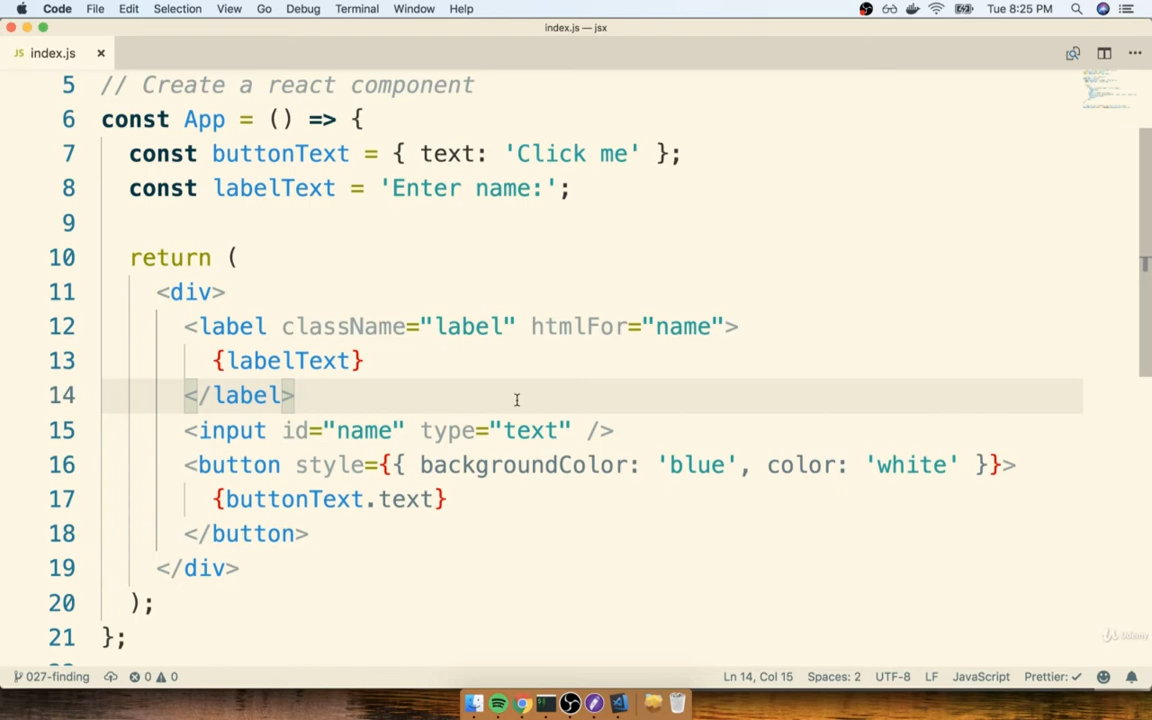 Code File Edit Selection View Go Debug Terminal Window Help Tue 8:25 PM
index.js — jsx
JS index.js
5 // Create a react component
6 const App = () => {
7 const buttonText = { text: 'Click me' };
8 const labelText = 'Enter name:';
9
10 return (
11 <div>
12 <label className="label" htmlFor="name">
13 {labelText}
14 </label>
15 <input id="name" type="text" />
16 <button style={{ backgroundColor: 'blue', color: 'white' }}>
17 {buttonText.text}
18 </button>
19 </div>
20 );
21 };
Udemy
027-finding 0 0 Ln 14, Col 15 Spaces: 2 UTF-8 LF JavaScript Prettier: ✓